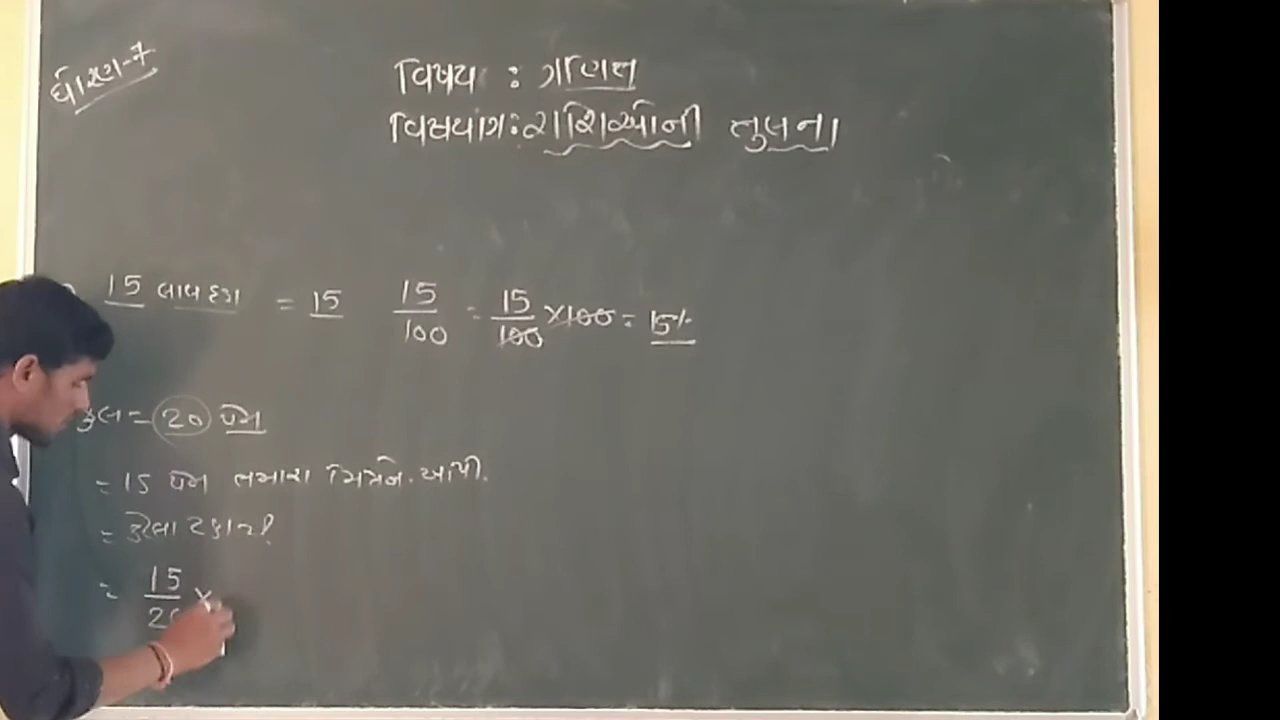 ધોરણ-7
વિષય : ગણિત
વિષયાંગ: રાશિઓની તુલના
15 લાલ દડા = 15 15/100 = 15/100 × 100 = 15%
કુલ = 20 પેન
= 15 પેન તમારા મિત્રને આપી.
= કેટલા ટકા ?
= 15/20 ×